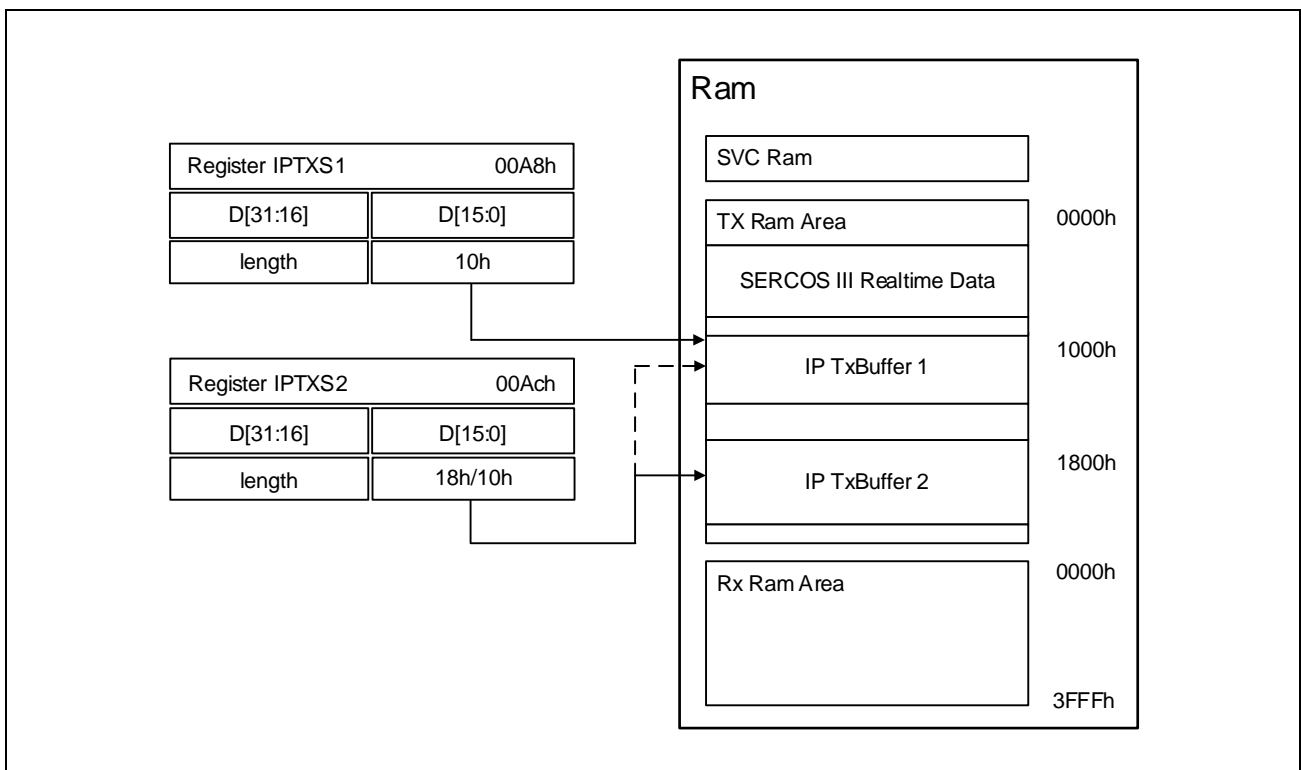 Ram
SVC Ram
Register IPTXS1 00A8h
D[31:16] D[15:0]
length 10h
TX Ram Area 0000h
SERCOS III Realtime Data
IP TxBuffer 1 1000h
Register IPTXS2 00Ach
D[31:16] D[15:0]
length 18h/10h
IP TxBuffer 2 1800h
Rx Ram Area 0000h
3FFFh